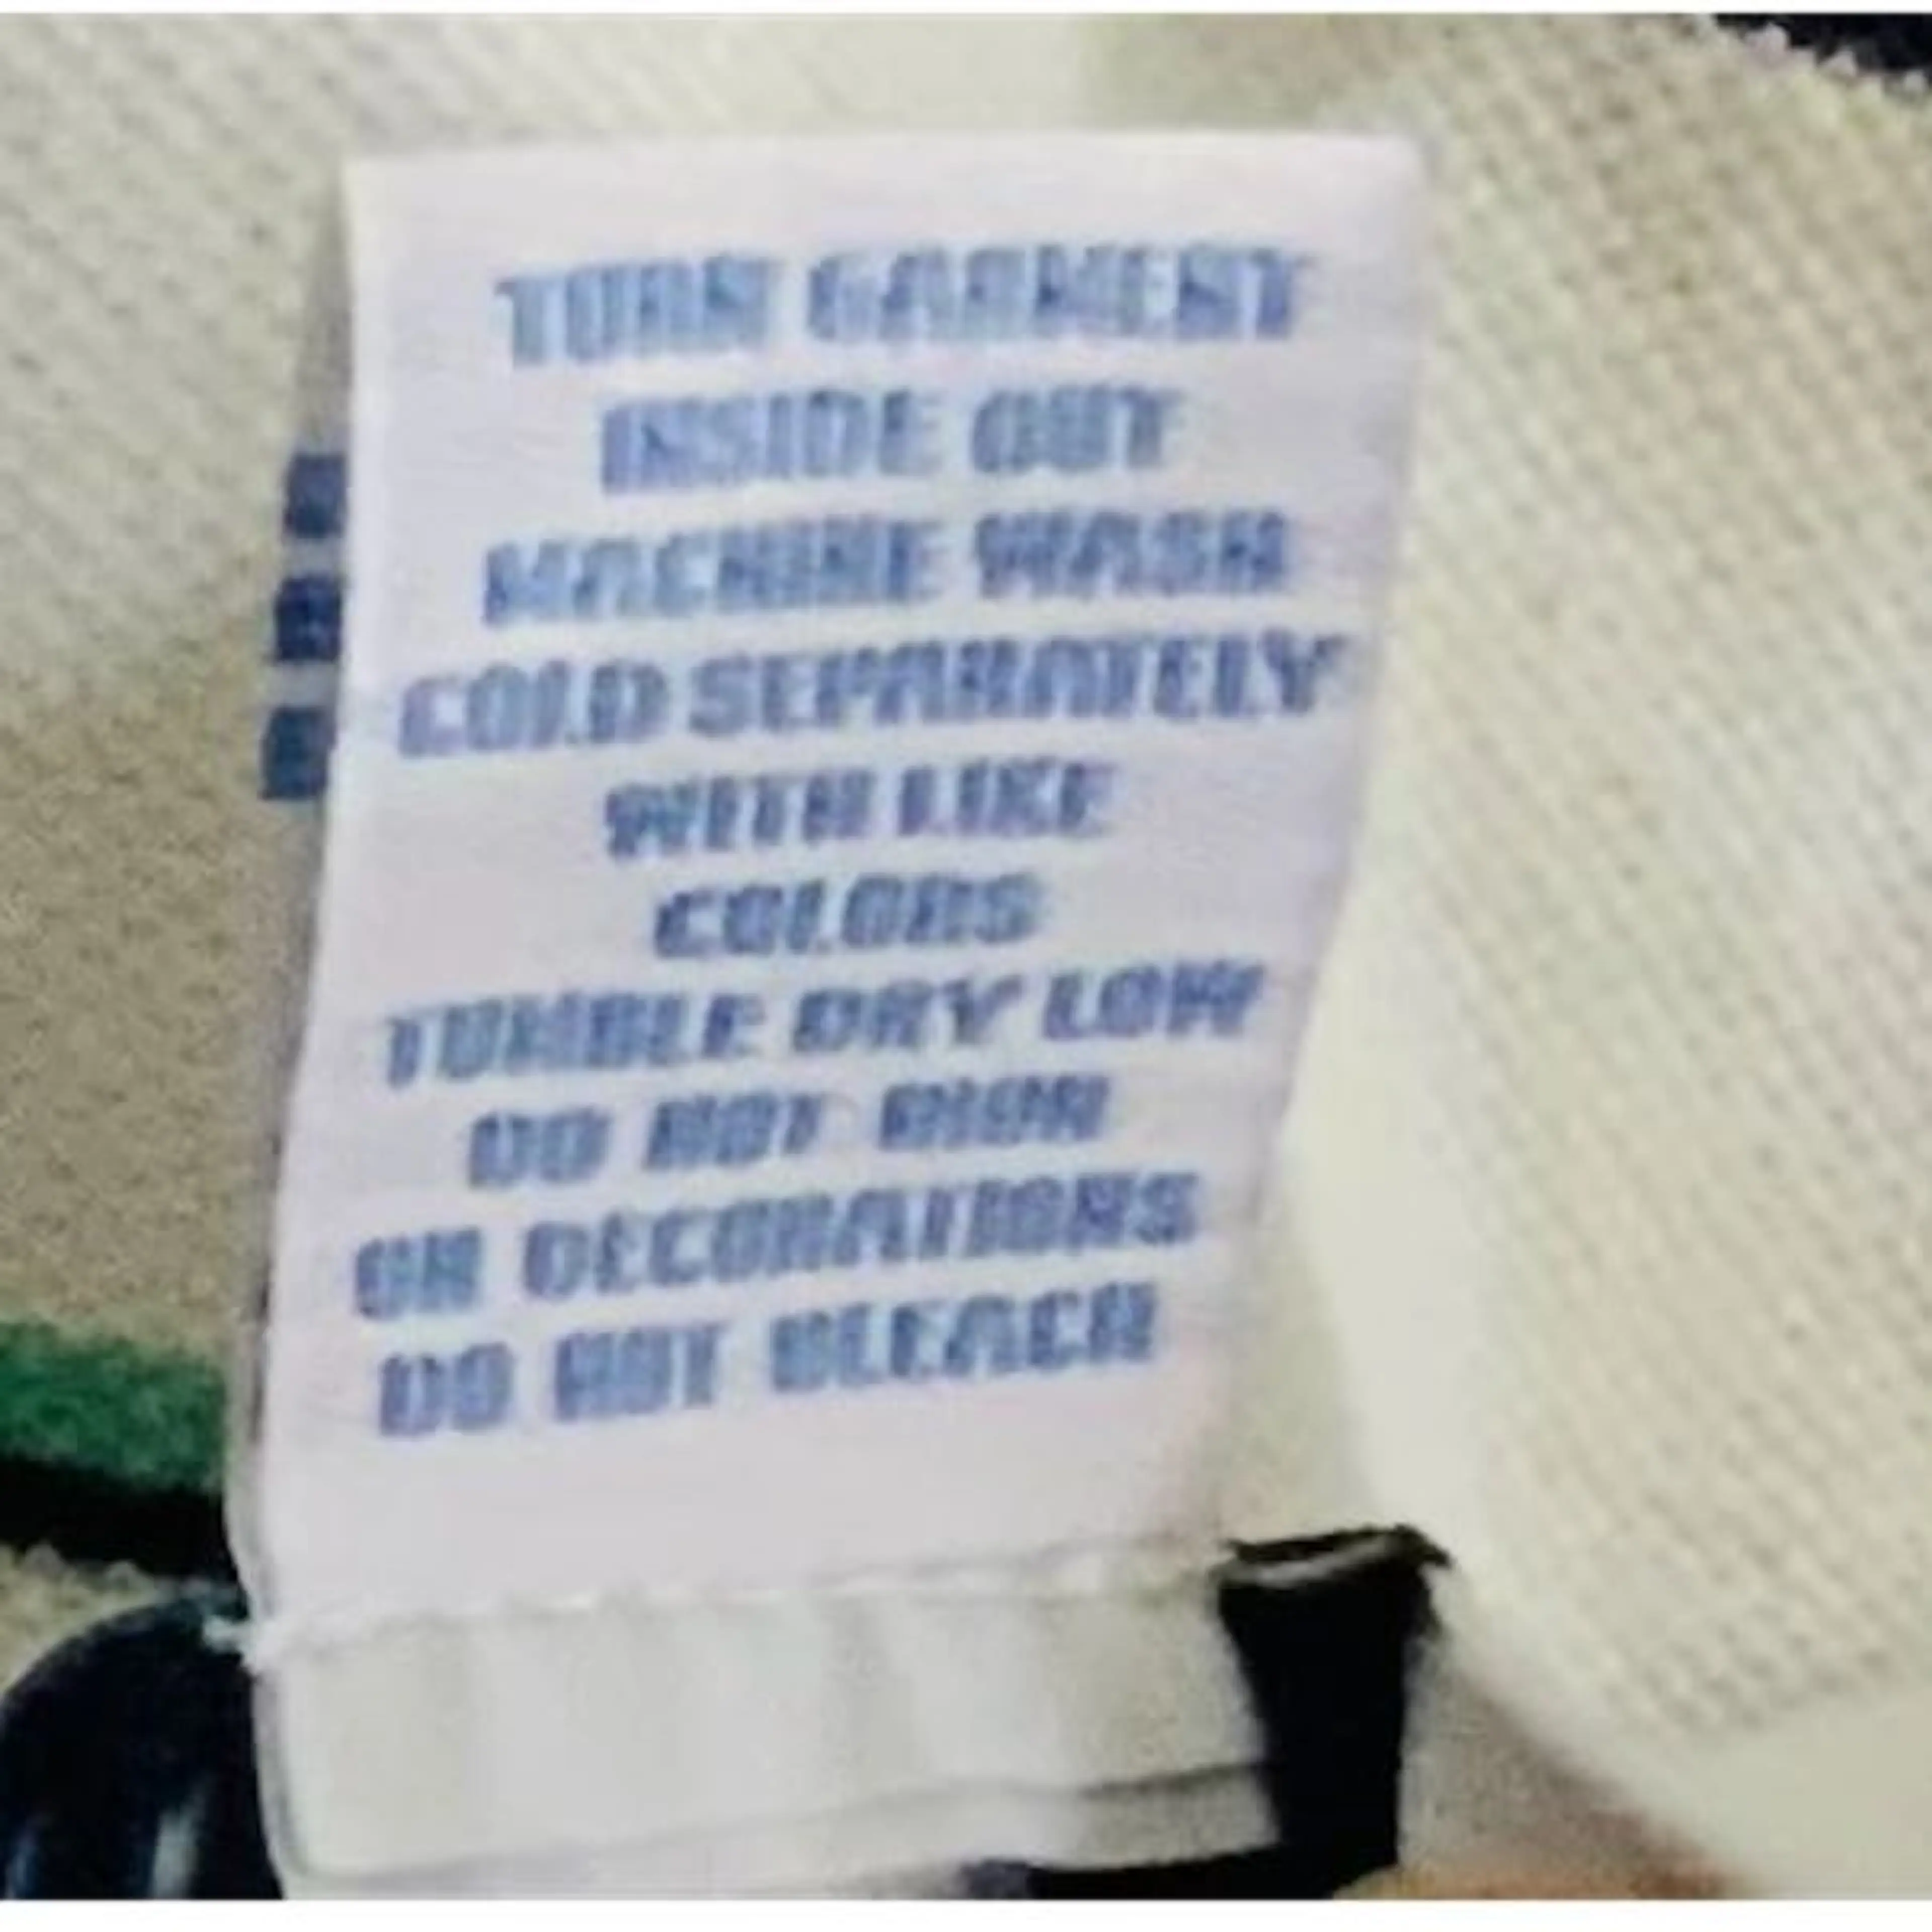 TURN GARMENT
INSIDE OUT
MACHINE WASH
COLD SEPARATELY
WITH LIKE
COLORS
TUMBLE DRY LOW
DO NOT IRON
ON DECORATIONS
DO NOT BLEACH